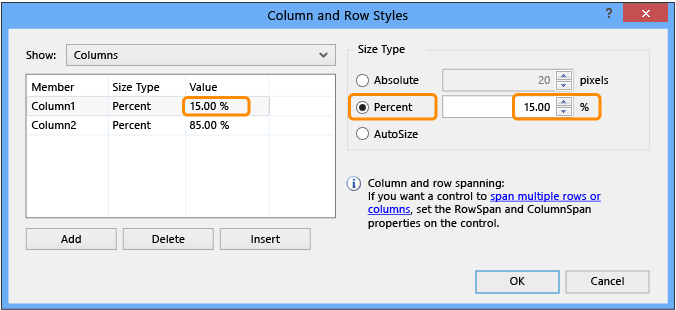 Column and Row Styles
?
Show: Columns
Member Size Type Value
Column1 Percent 15.00 %
Column2 Percent 85.00 %
Add Delete Insert
Size Type
Absolute 20 pixels
Percent 15.00 %
AutoSize
Column and row spanning:
If you want a control to span multiple rows or
columns, set the RowSpan and ColumnSpan
properties on the control.
OK Cancel